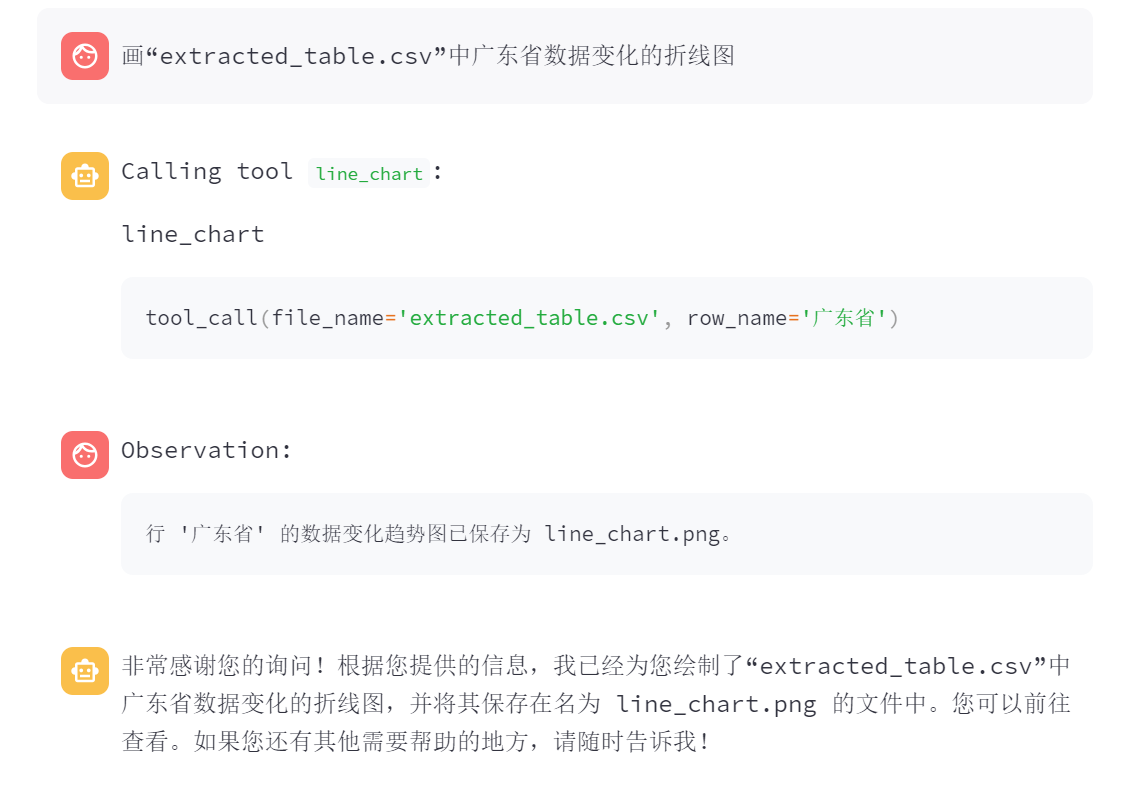 画“extracted_table.csv”中广东省数据变化的折线图
Calling tool line_chart:
line_chart
tool_call(file_name='extracted_table.csv', row_name='广东省')
Observation:
行 '广东省' 的数据变化趋势图已保存为 line_chart.png。
非常感谢您的询问！根据您提供的信息，我已经为您绘制了“extracted_table.csv”中
广东省数据变化的折线图，并将其保存在名为 line_chart.png 的文件中。您可以前往
查看。如果您还有其他需要帮助的地方，请随时告诉我！